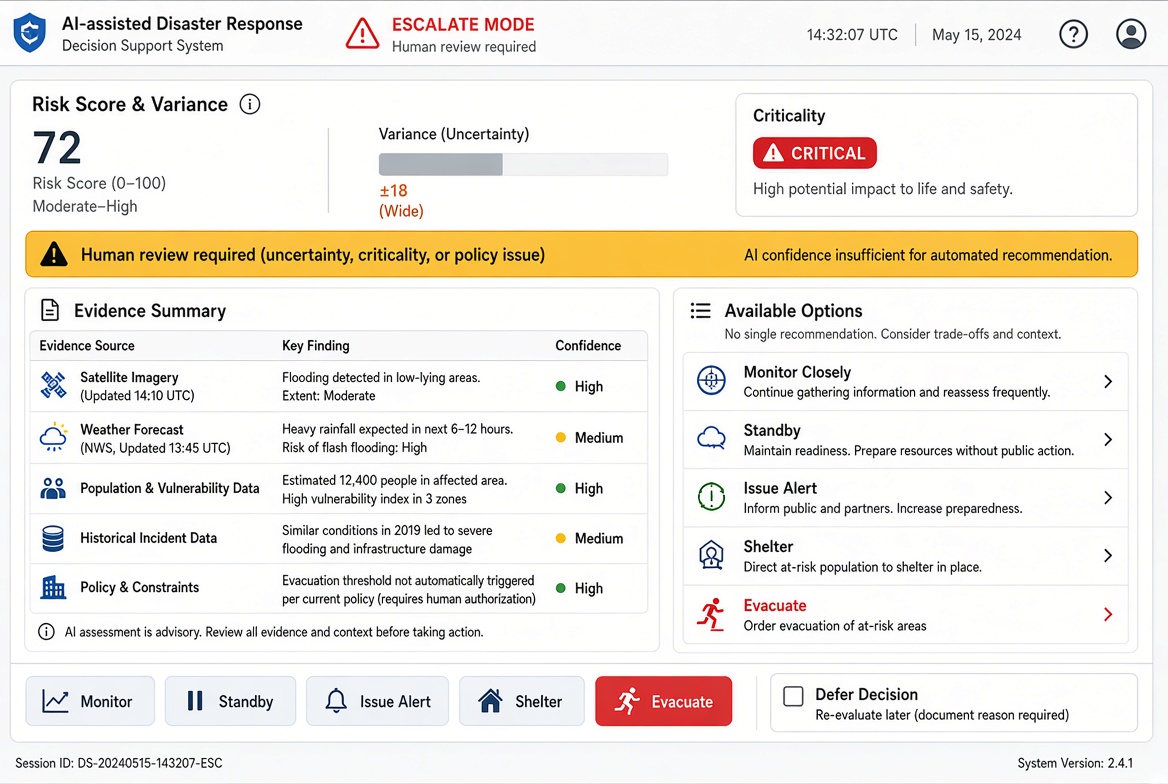 AI-assisted Disaster Response
Decision Support System
ESCALATE MODE
Human review required
14:32:07 UTC
May 15, 2024
?
Risk Score & Variance
72
Risk Score (0–100)
Moderate–High
Variance (Uncertainty)
±18
(Wide)
Criticality
CRITICAL
High potential impact to life and safety.
Human review required (uncertainty, criticality, or policy issue)
AI confidence insufficient for automated recommendation.
Evidence Summary
Evidence Source Key Finding Confidence
Satellite Imagery
(Updated 14:10 UTC)
Flooding detected in low-lying areas.
Extent: Moderate
High
Weather Forecast
(NWS, Updated 13:45 UTC)
Heavy rainfall expected in next 6–12 hours.
Risk of flash flooding: High
Medium
Population & Vulnerability Data
Estimated 12,400 people in affected area.
High vulnerability index in 3 zones
High
Historical Incident Data
Similar conditions in 2019 led to severe
flooding and infrastructure damage
Medium
Policy & Constraints
Evacuation threshold not automatically triggered
per current policy (requires human authorization)
High
AI assessment is advisory. Review all evidence and context before taking action.
Available Options
No single recommendation. Consider trade-offs and context.
Monitor Closely
Continue gathering information and reassess frequently.
Standby
Maintain readiness. Prepare resources without public action.
Issue Alert
Inform public and partners. Increase preparedness.
Shelter
Direct at-risk population to shelter in place.
Evacuate
Order evacuation of at-risk areas
Monitor
Standby
Issue Alert
Shelter
Evacuate
Defer Decision
Re-evaluate later (document reason required)
Session ID: DS-20240515-143207-ESC
System Version: 2.4.1